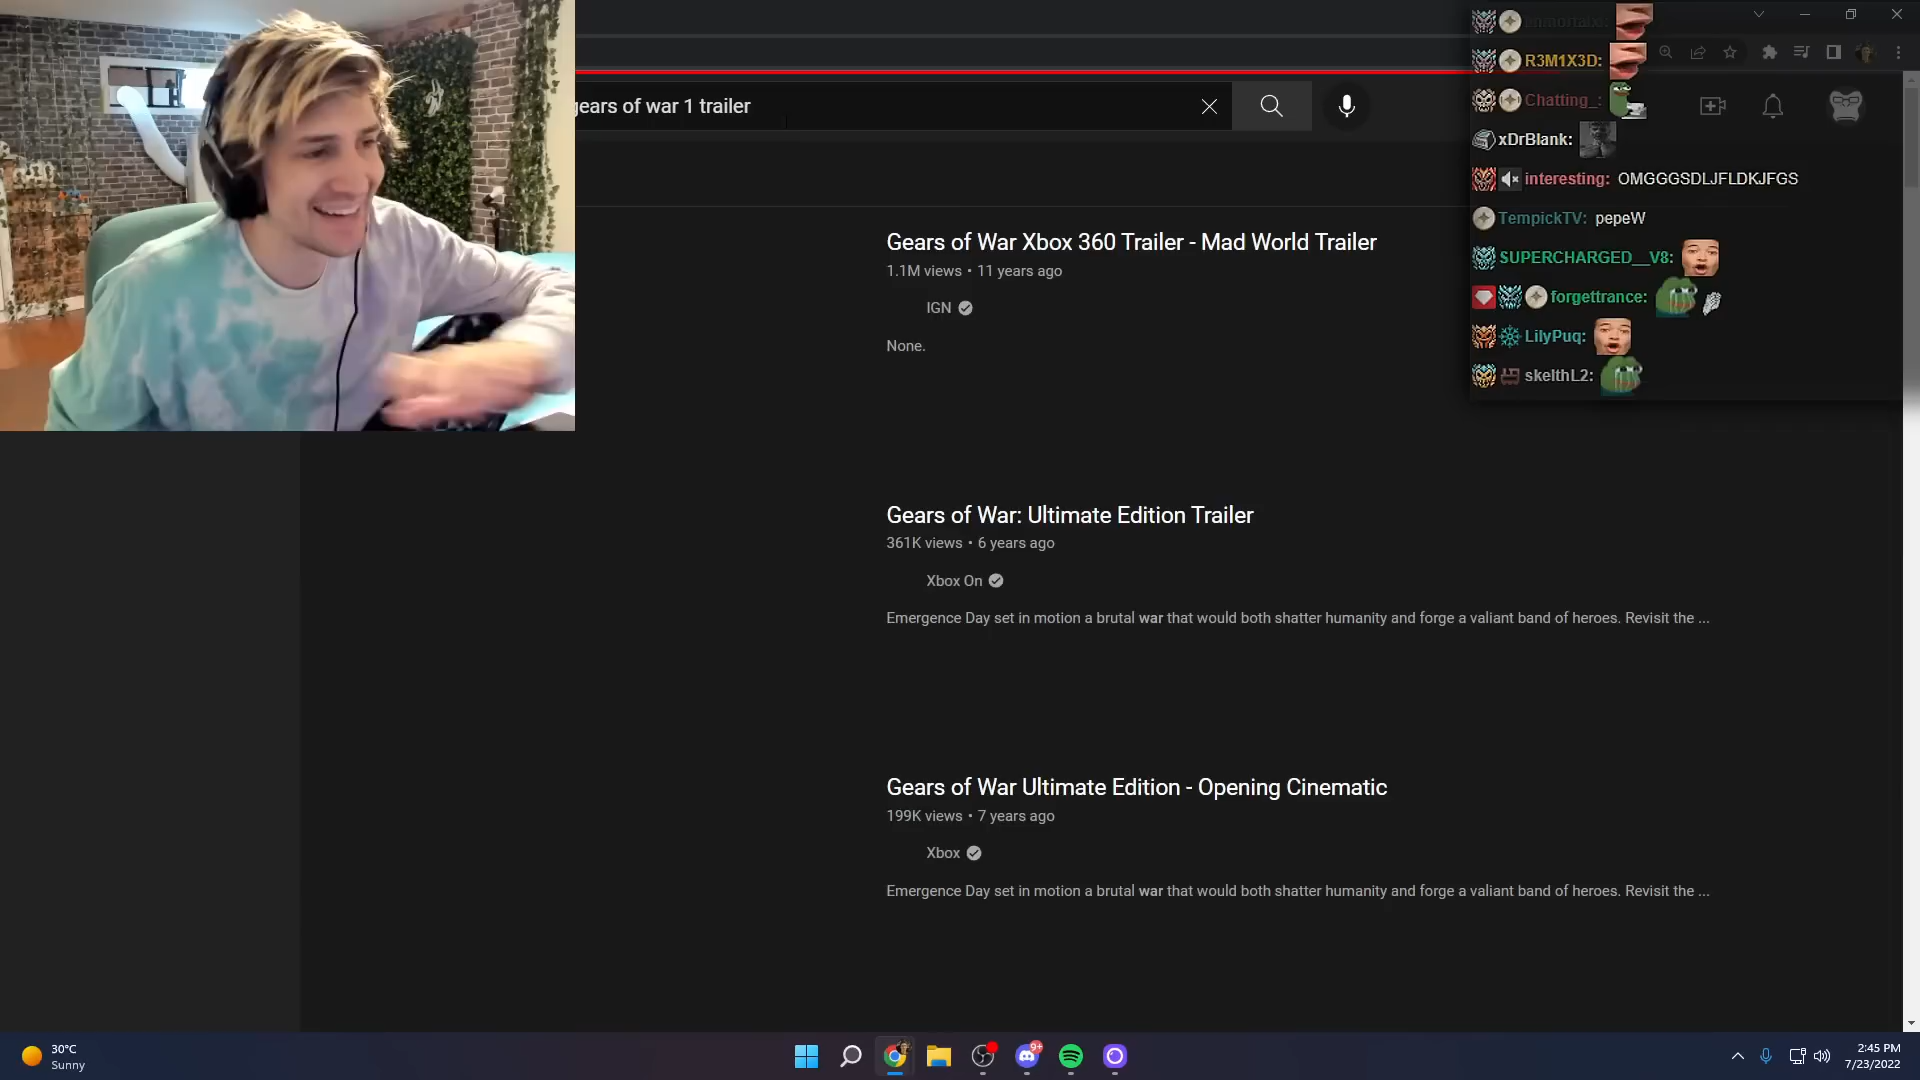 gears of war 1 trailer
Gears of War Xbox 360 Trailer - Mad World Trailer
1.1M views • 11 years ago
IGN
None.
Gears of War: Ultimate Edition Trailer
361K views • 6 years ago
Xbox On
Emergence Day set in motion a brutal war that would both shatter humanity and forge a valiant band of heroes. Revisit the ...
Gears of War Ultimate Edition - Opening Cinematic
199K views • 7 years ago
Xbox
Emergence Day set in motion a brutal war that would both shatter humanity and forge a valiant band of heroes. Revisit the ...
R3M1X3D:
Chatting_:
xDrBlank:
interesting: OMGGGSDLJFLDKJFGS
TempickTV: pepeW
SUPERCHARGED__V8:
forgettrance:
LilyPuq:
skelthL2:
30°C
Sunny
9+
2:45 PM
7/23/2022